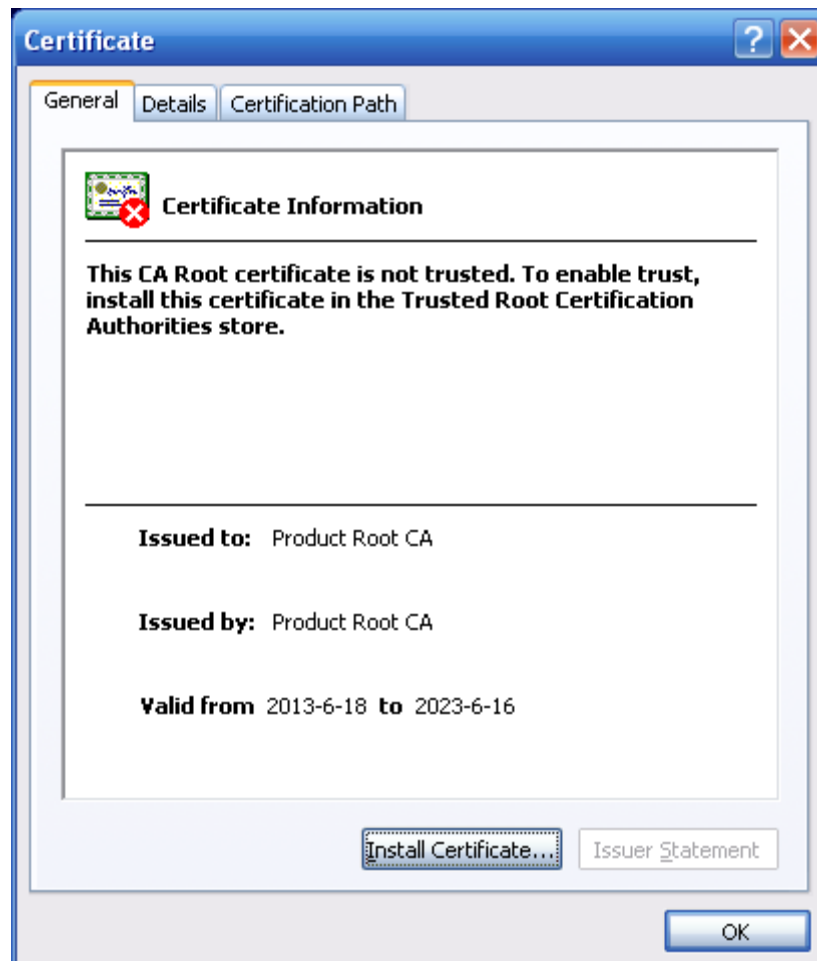 Certificate
?
General Details Certification Path
Certificate Information
This CA Root certificate is not trusted. To enable trust,
install this certificate in the Trusted Root Certification
Authorities store.
Issued to: Product Root CA
Issued by: Product Root CA
Valid from 2013-6-18 to 2023-6-16
Install Certificate... Issuer Statement
OK